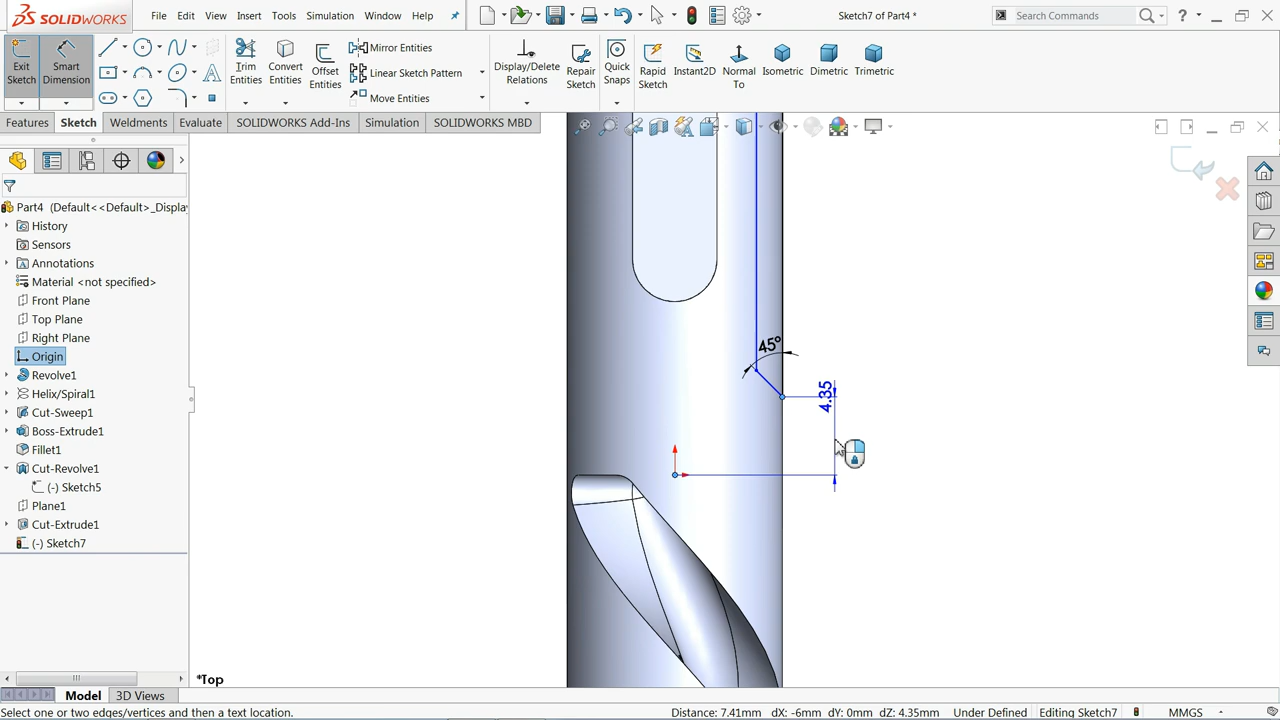 SOLIDWORKS
File Edit View Insert Tools Simulation Window Help
Sketch7 of Part4 *
Search Commands
Exit Sketch
Smart Dimension
Trim Entities
Convert Entities
Offset Entities
Mirror Entities
Linear Sketch Pattern
Move Entities
Display/Delete Relations
Repair Sketch
Quick Snaps
Rapid Sketch
Instant2D
Normal To
Isometric
Dimetric
Trimetric
Features Sketch Weldments Evaluate SOLIDWORKS Add-Ins Simulation SOLIDWORKS MBD
Part4 (Default<<Default>_Displa
History
Sensors
Annotations
Material <not specified>
Front Plane
Top Plane
Right Plane
Origin
Revolve1
Helix/Spiral1
Cut-Sweep1
Boss-Extrude1
Fillet1
Cut-Revolve1
(-) Sketch5
Plane1
Cut-Extrude1
(-) Sketch7
45°
4.35
*Top
Model 3D Views
Select one or two edges/vertices and then a text location.
Distance: 7.41mm dX: -6mm dY: 0mm dZ: 4.35mm Under Defined Editing Sketch7 MMGS